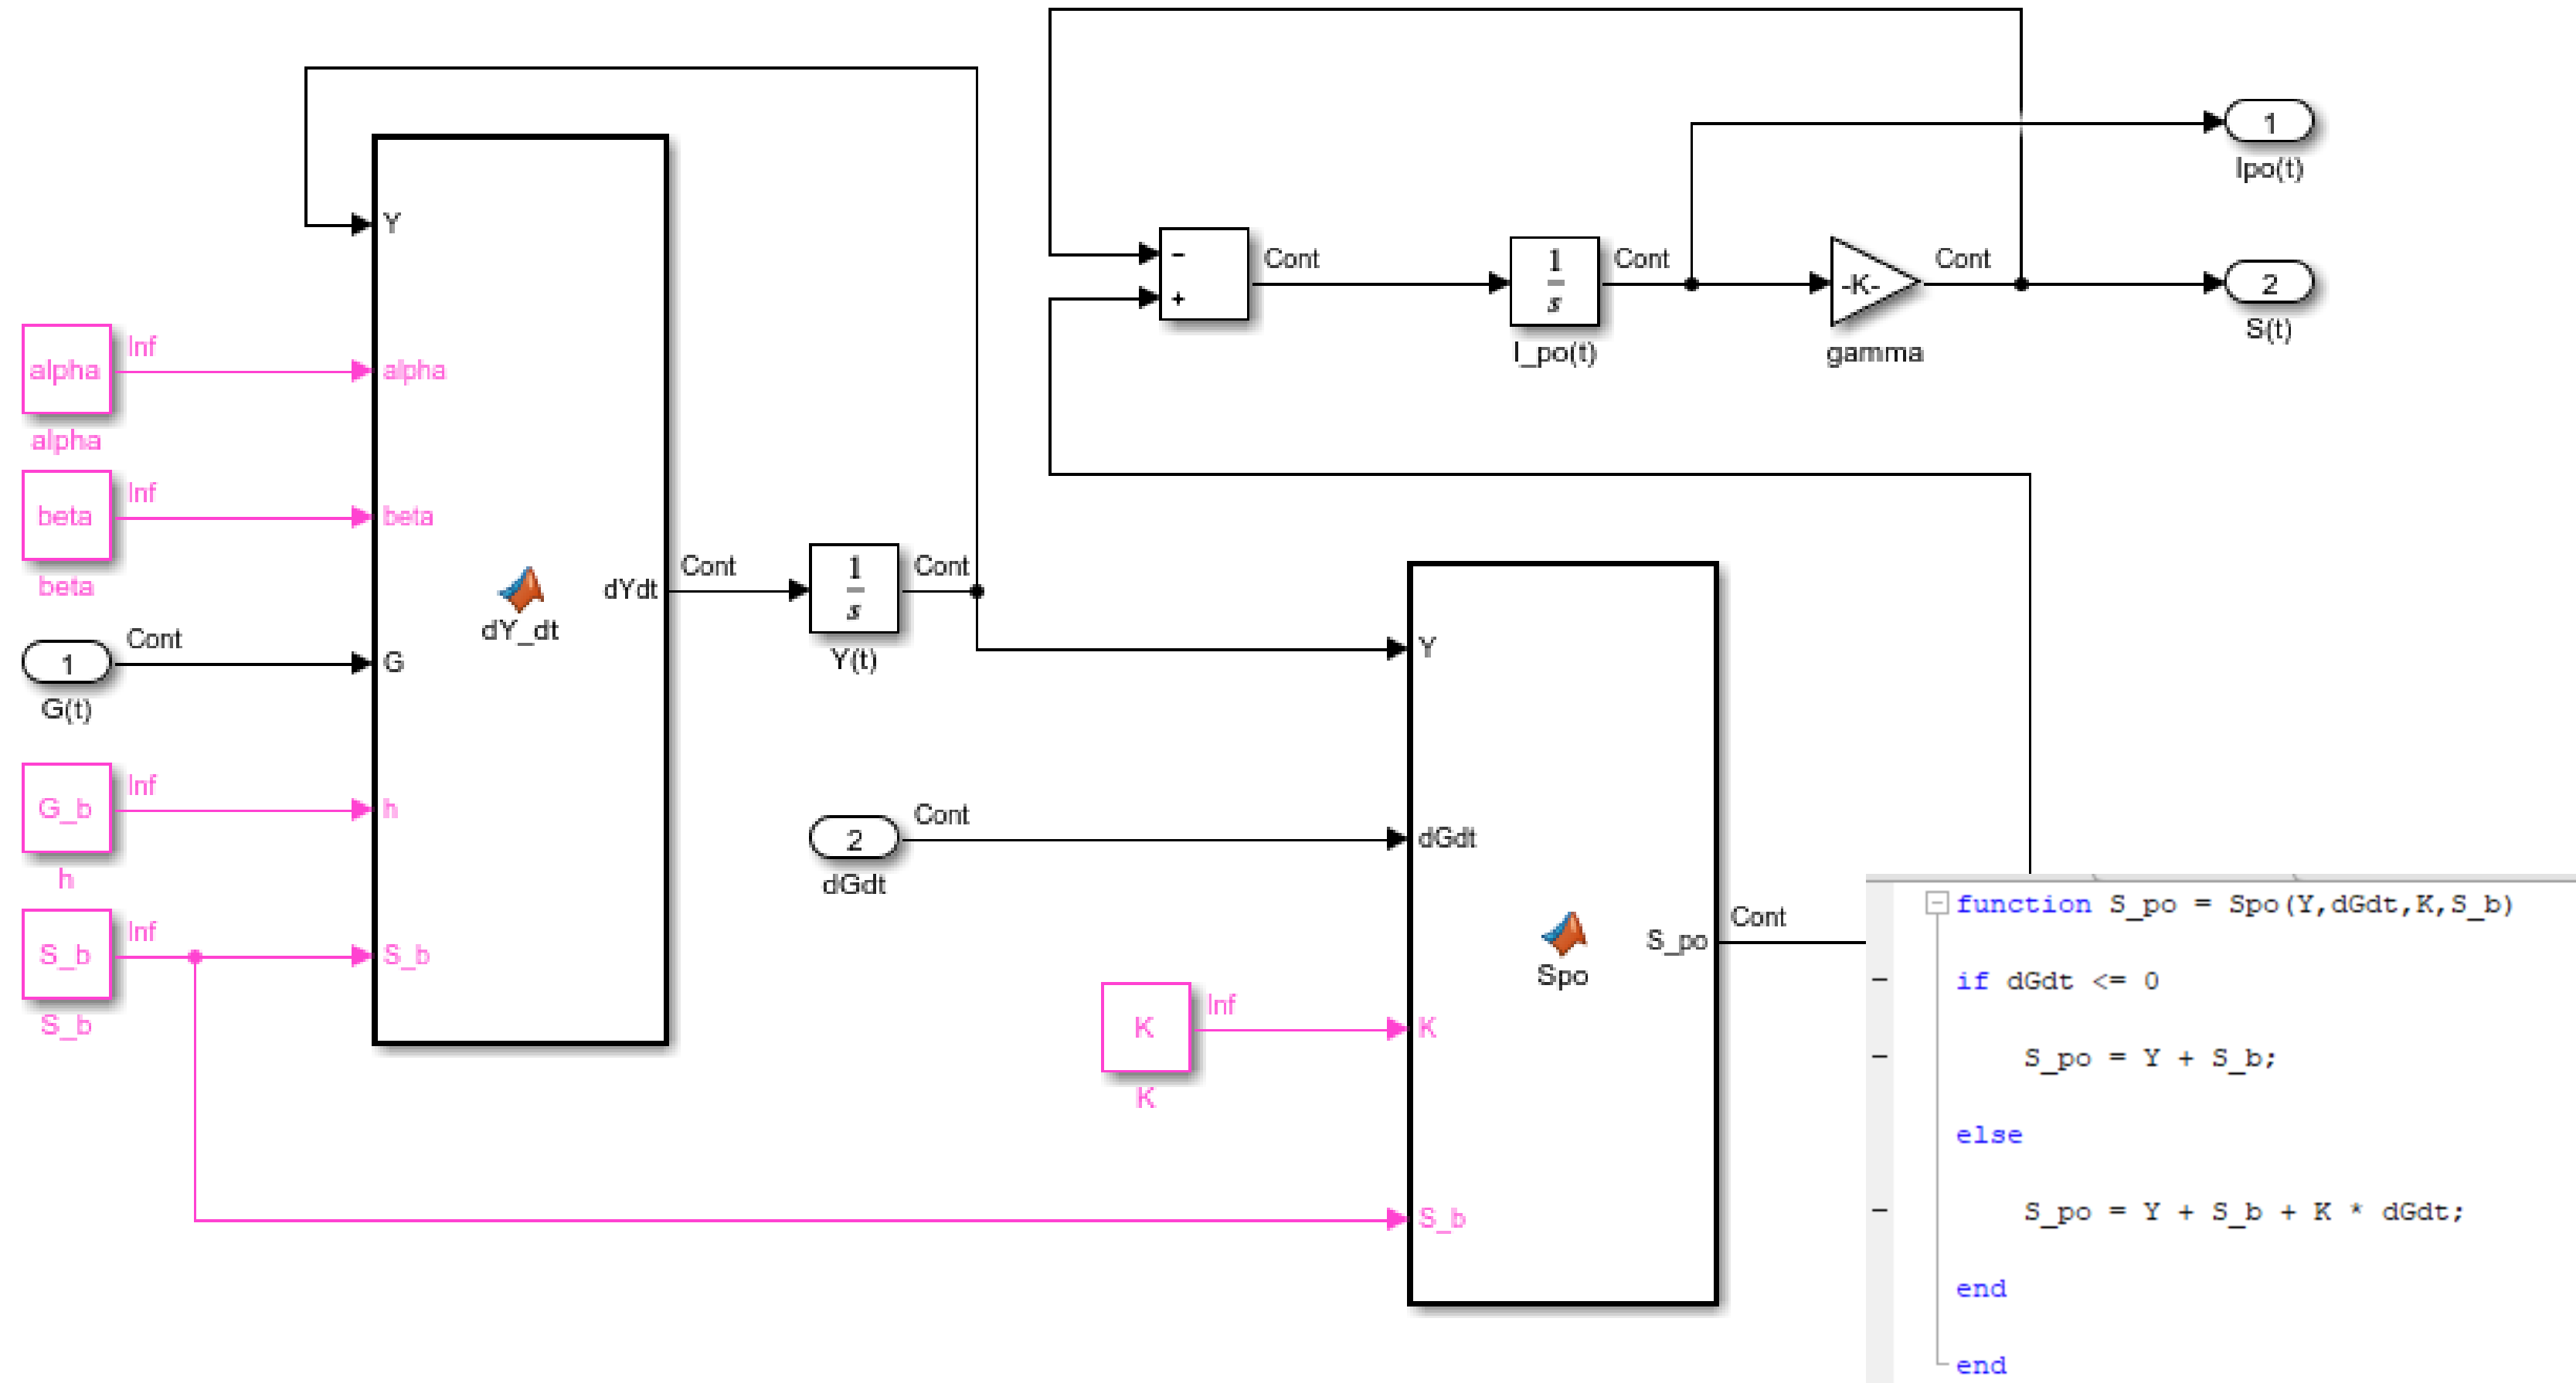 Y
alpha
Inf
alpha
alpha
beta
Inf
beta
beta
1
Cont
G
G(t)
G_b
Inf
h
h
S_b
Inf
S_b
S_b
dY_dt
dYdt
Cont
1
s
Y(t)
Cont
2
Cont
dGdt
K
Inf
K
Y
dGdt
K
S_b
Spo
S_po
Cont
-
+
Cont
1
s
I_po(t)
Cont
-K-
gamma
Cont
1
Ipo(t)
2
S(t)
function S_po = Spo(Y,dGdt,K,S_b)
if dGdt <= 0
S_po = Y + S_b;
else
S_po = Y + S_b + K * dGdt;
end
end